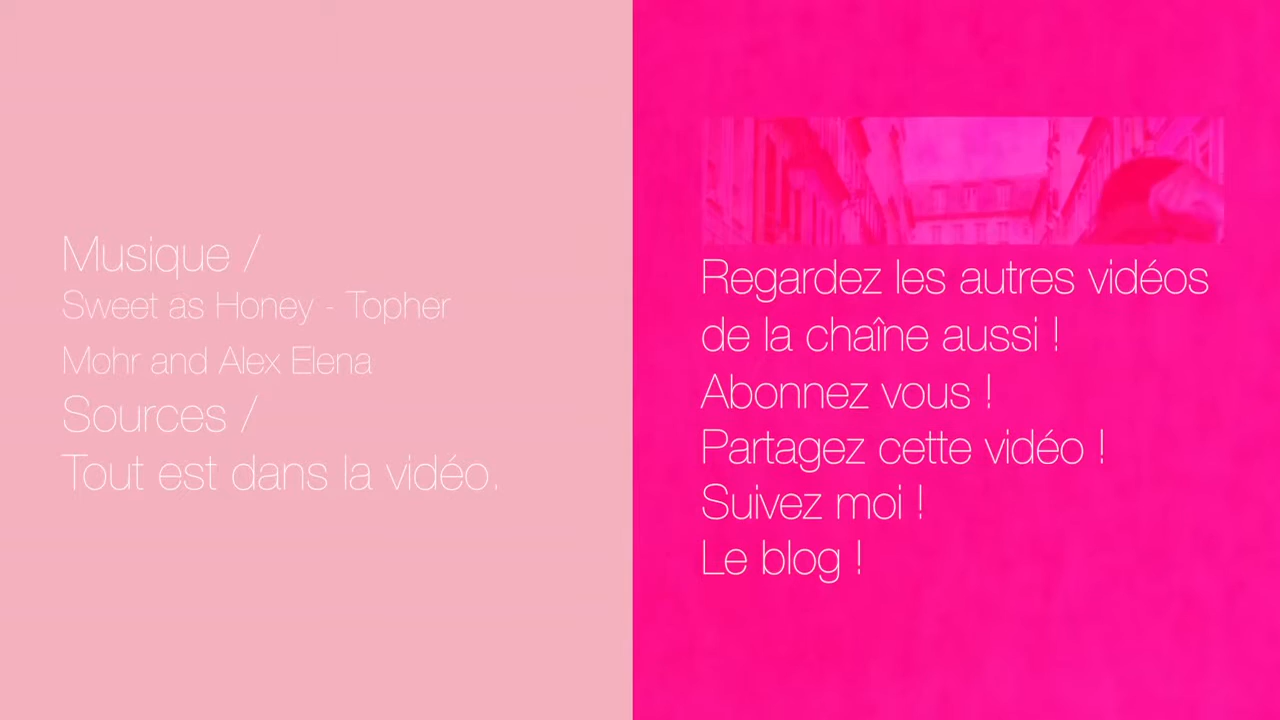 Musique /
Sweet as Honey - Topher
Mohr and Alex Elena
Sources /
Tout est dans la vidéo.
Regardez les autres vidéos
de la chaîne aussi !
Abonnez vous !
Partagez cette vidéo !
Suivez moi !
Le blog !